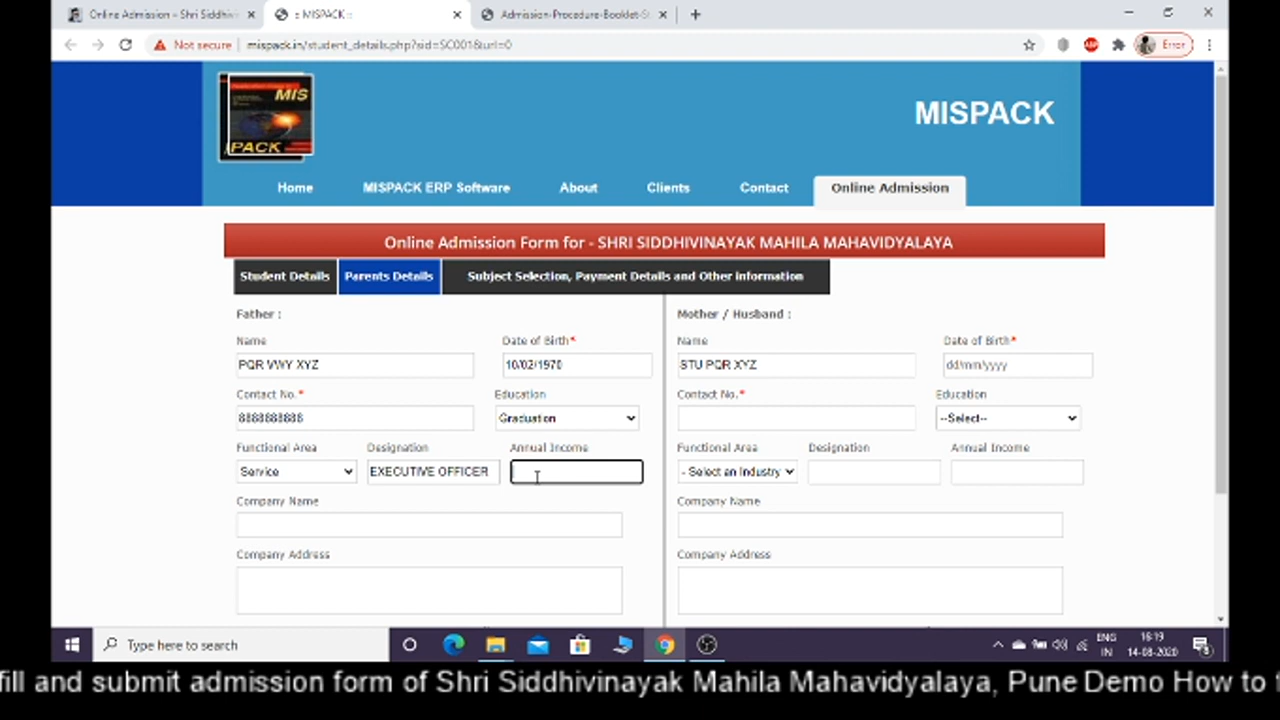 Online Admission – Shri Siddhivi
:: MISPACK ::
Admission-Procedure-Booklet-S
Not secure
mispack.in/student_details.php?sid=SC001&url=0
ABP
Error
MIS
PACK
MISPACK
Home
MISPACK ERP Software
About
Clients
Contact
Online Admission
Online Admission Form for - SHRI SIDDHIVINAYAK MAHILA MAHAVIDYALAYA
Student Details
Parents Details
Subject Selection, Payment Details and Other information
Father :
Mother / Husband :
Name
Date of Birth*
Name
Date of Birth*
PQR VWY XYZ
10/02/1970
STU PQR XYZ
dd/mm/yyyy
Contact No.*
Education
Contact No.*
Education
8888888888
Graduation
--Select--
Functional Area
Designation
Annual Income
Functional Area
Designation
Annual Income
Service
EXECUTIVE OFFICER
- Select an Industry
Company Name
Company Name
Company Address
Company Address
Type here to search
ENG
IN
16:19
14-08-2020
fill and submit admission form of Shri Siddhivinayak Mahila Mahavidyalaya, Pune Demo How to